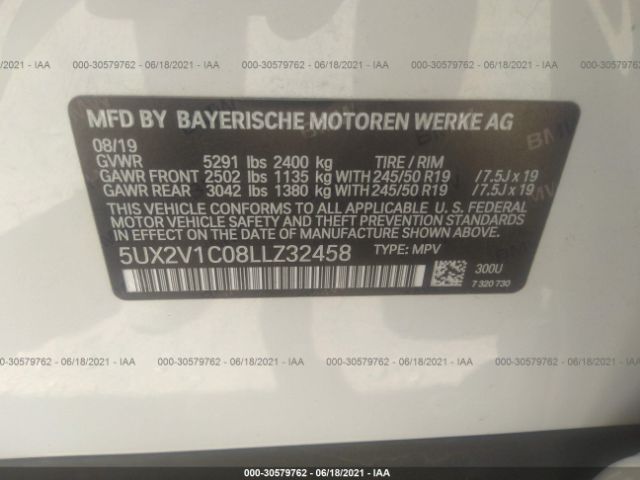 000-30579762 - 06/18/2021 - IAA 000-30579762 - 06/18/2021 - IAA 000-30579762 - 06/18/2021 - IAA
MFD BY BAYERISCHE MOTOREN WERKE AG
08/19
GVWR 5291 lbs 2400 kg TIRE / RIM
GAWR FRONT 2502 lbs 1135 kg WITH 245/50 R19 /7.5J x 19
GAWR REAR 3042 lbs 1380 kg WITH 245/50 R19 /7.5J x 19
THIS VEHICLE CONFORMS TO ALL APPLICABLE U. S. FEDERAL
MOTOR VEHICLE SAFETY AND THEFT PREVENTION STANDARDS
IN EFFECT ON THE DATE OF MANUFACTURE SHOWN ABOVE.
5UX2V1C08LLZ32458 TYPE: MPV
300U
7 320 730
000-30579762 - 06/18/2021 - IAA 000-30579762 - 06/18/2021 - IAA 000-30579762 - 06/18/2021 - IAA
000-30579762 - 06/18/2021 - IAA